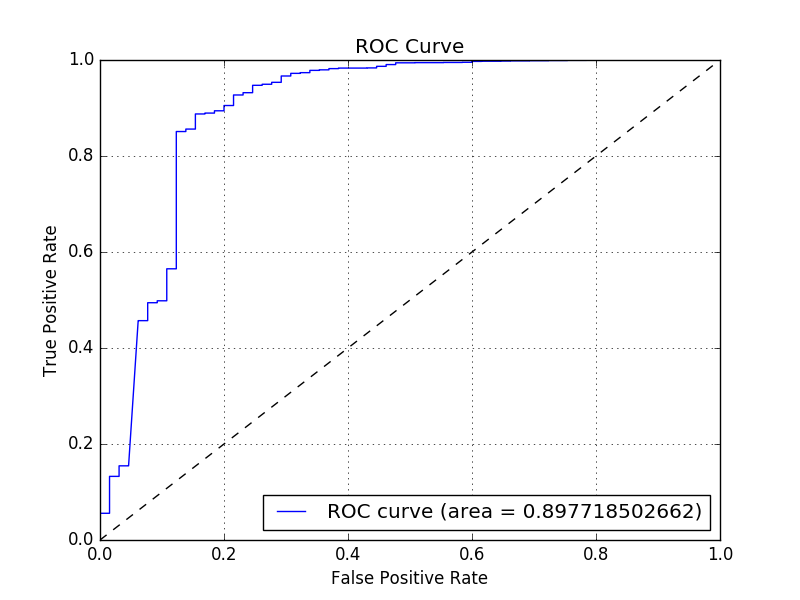 ROC Curve
1.0
0.8
0.6
0.4
0.2
0.0
True Positive Rate
ROC curve (area = 0.897718502662)
0.0 0.2 0.4 0.6 0.8 1.0
False Positive Rate